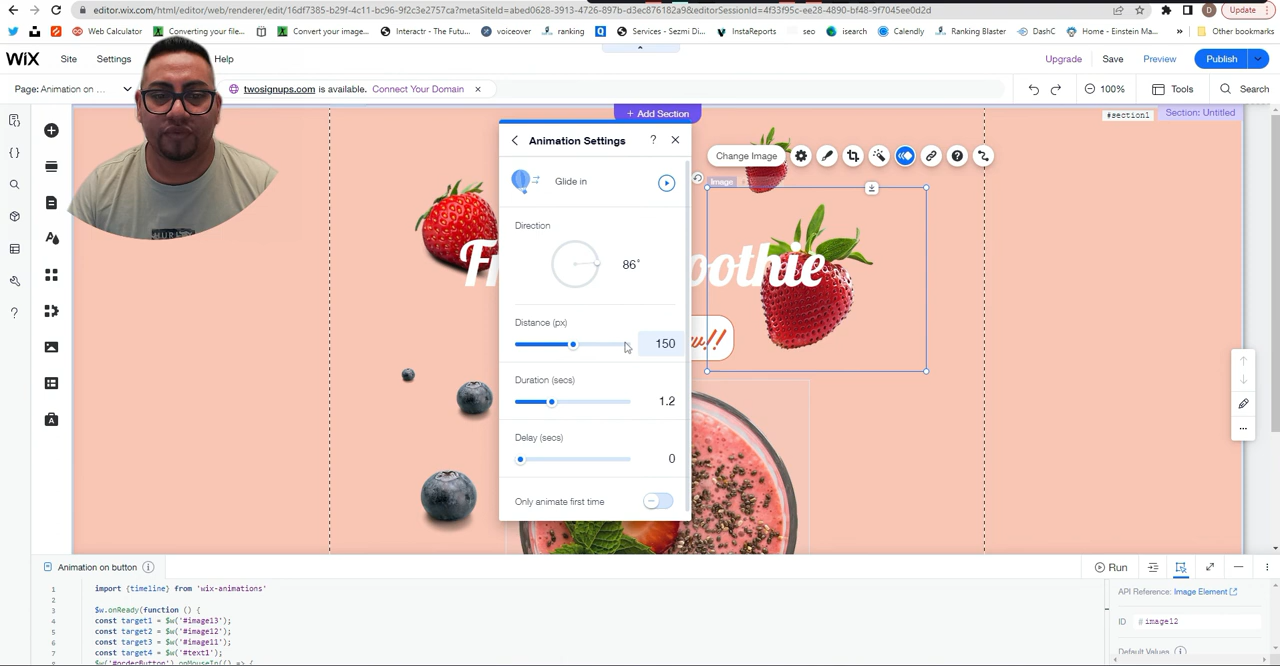 editor.wix.com/html/editor/web/renderer/edit/16df7385-b29f-4c11-bc96-9f2c3e2757ca?metaSiteId=abed0628-3913-4726-897b-d3ec876182a9&editorSessionId=4f33f95c-ee28-4890-bf48-9f7045ee0d2d
D
Update
Web Calculator
Converting your file...
Convert your image...
Interactr - The Futu...
voiceover
ranking
Services - Sezmi Di...
InstaReports
seo
isearch
Calendly
Ranking Blaster
DashC
Home - Einstein Ma...
Other bookmarks
WiX
Site
Settings
Help
Upgrade
Save
Preview
Publish
Page: Animation on ...
twosignups.com is available.
Connect Your Domain
100%
Tools
Search
+ Add Section
#section1
Section: Untitled
Animation Settings
?
Change Image
Glide in
Image
Direction
86°
oothie
Distance (px)
150
w!!
Duration (secs)
1.2
Delay (secs)
0
Only animate first time
HURLEY
Animation on button
Run
1 import {timeline} from 'wix-animations'
2
3 $w.onReady(function () {
4 const target1 = $w('#image13');
5 const target2 = $w('#image12');
6 const target3 = $w('#image11');
7 const target4 = $w('#text1');
8 $w('#orderButton').onMouseIn(() => {
API Reference: Image Element
ID
# image12
Default Values